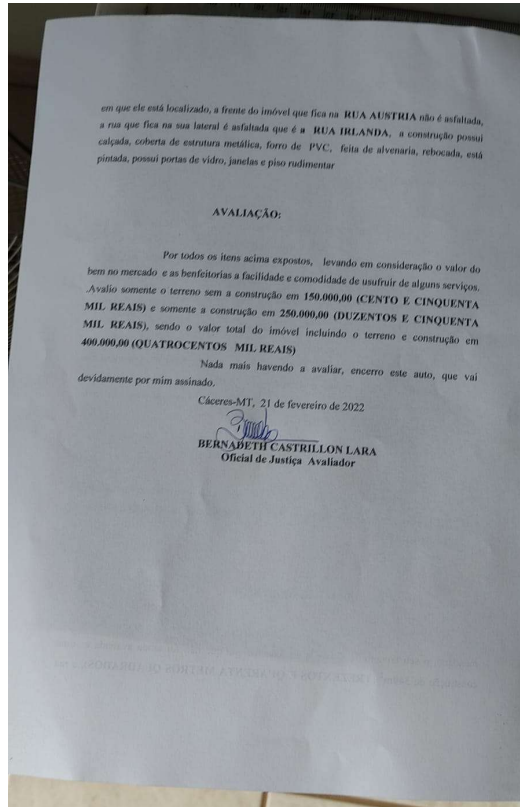 em que ele está localizado, a frente do imóvel que fica na RUA AUSTRIA não é asfaltada,
a rua que fica na sua lateral é asfaltada que é a RUA IRLANDA, a construção possui
calçada, coberta de estrutura metálica, forro de PVC, feita de alvenaria, rebocada, está
pintada, possui portas de vidro, janelas e piso rudimentar
AVALIAÇÃO:
Por todos os itens acima expostos, levando em consideração o valor do
bem no mercado e as benfeitorias a facilidade e comodidade de usufruir de alguns serviços.
.Avalio somente o terreno sem a construção em 150.000,00 (CENTO E CINQUENTA
MIL REAIS) e somente a construção em 250.000,00 (DUZENTOS E CINQUENTA
MIL REAIS), sendo o valor total do imóvel incluindo o terreno e construção em
400.000,00 (QUATROCENTOS MIL REAIS)
Nada mais havendo a avaliar, encerro este auto, que vai
devidamente por mim assinado.
Cáceres-MT, 21 de fevereiro de 2022
BERNADETH CASTRILLON LARA
Oficial de Justiça Avaliador